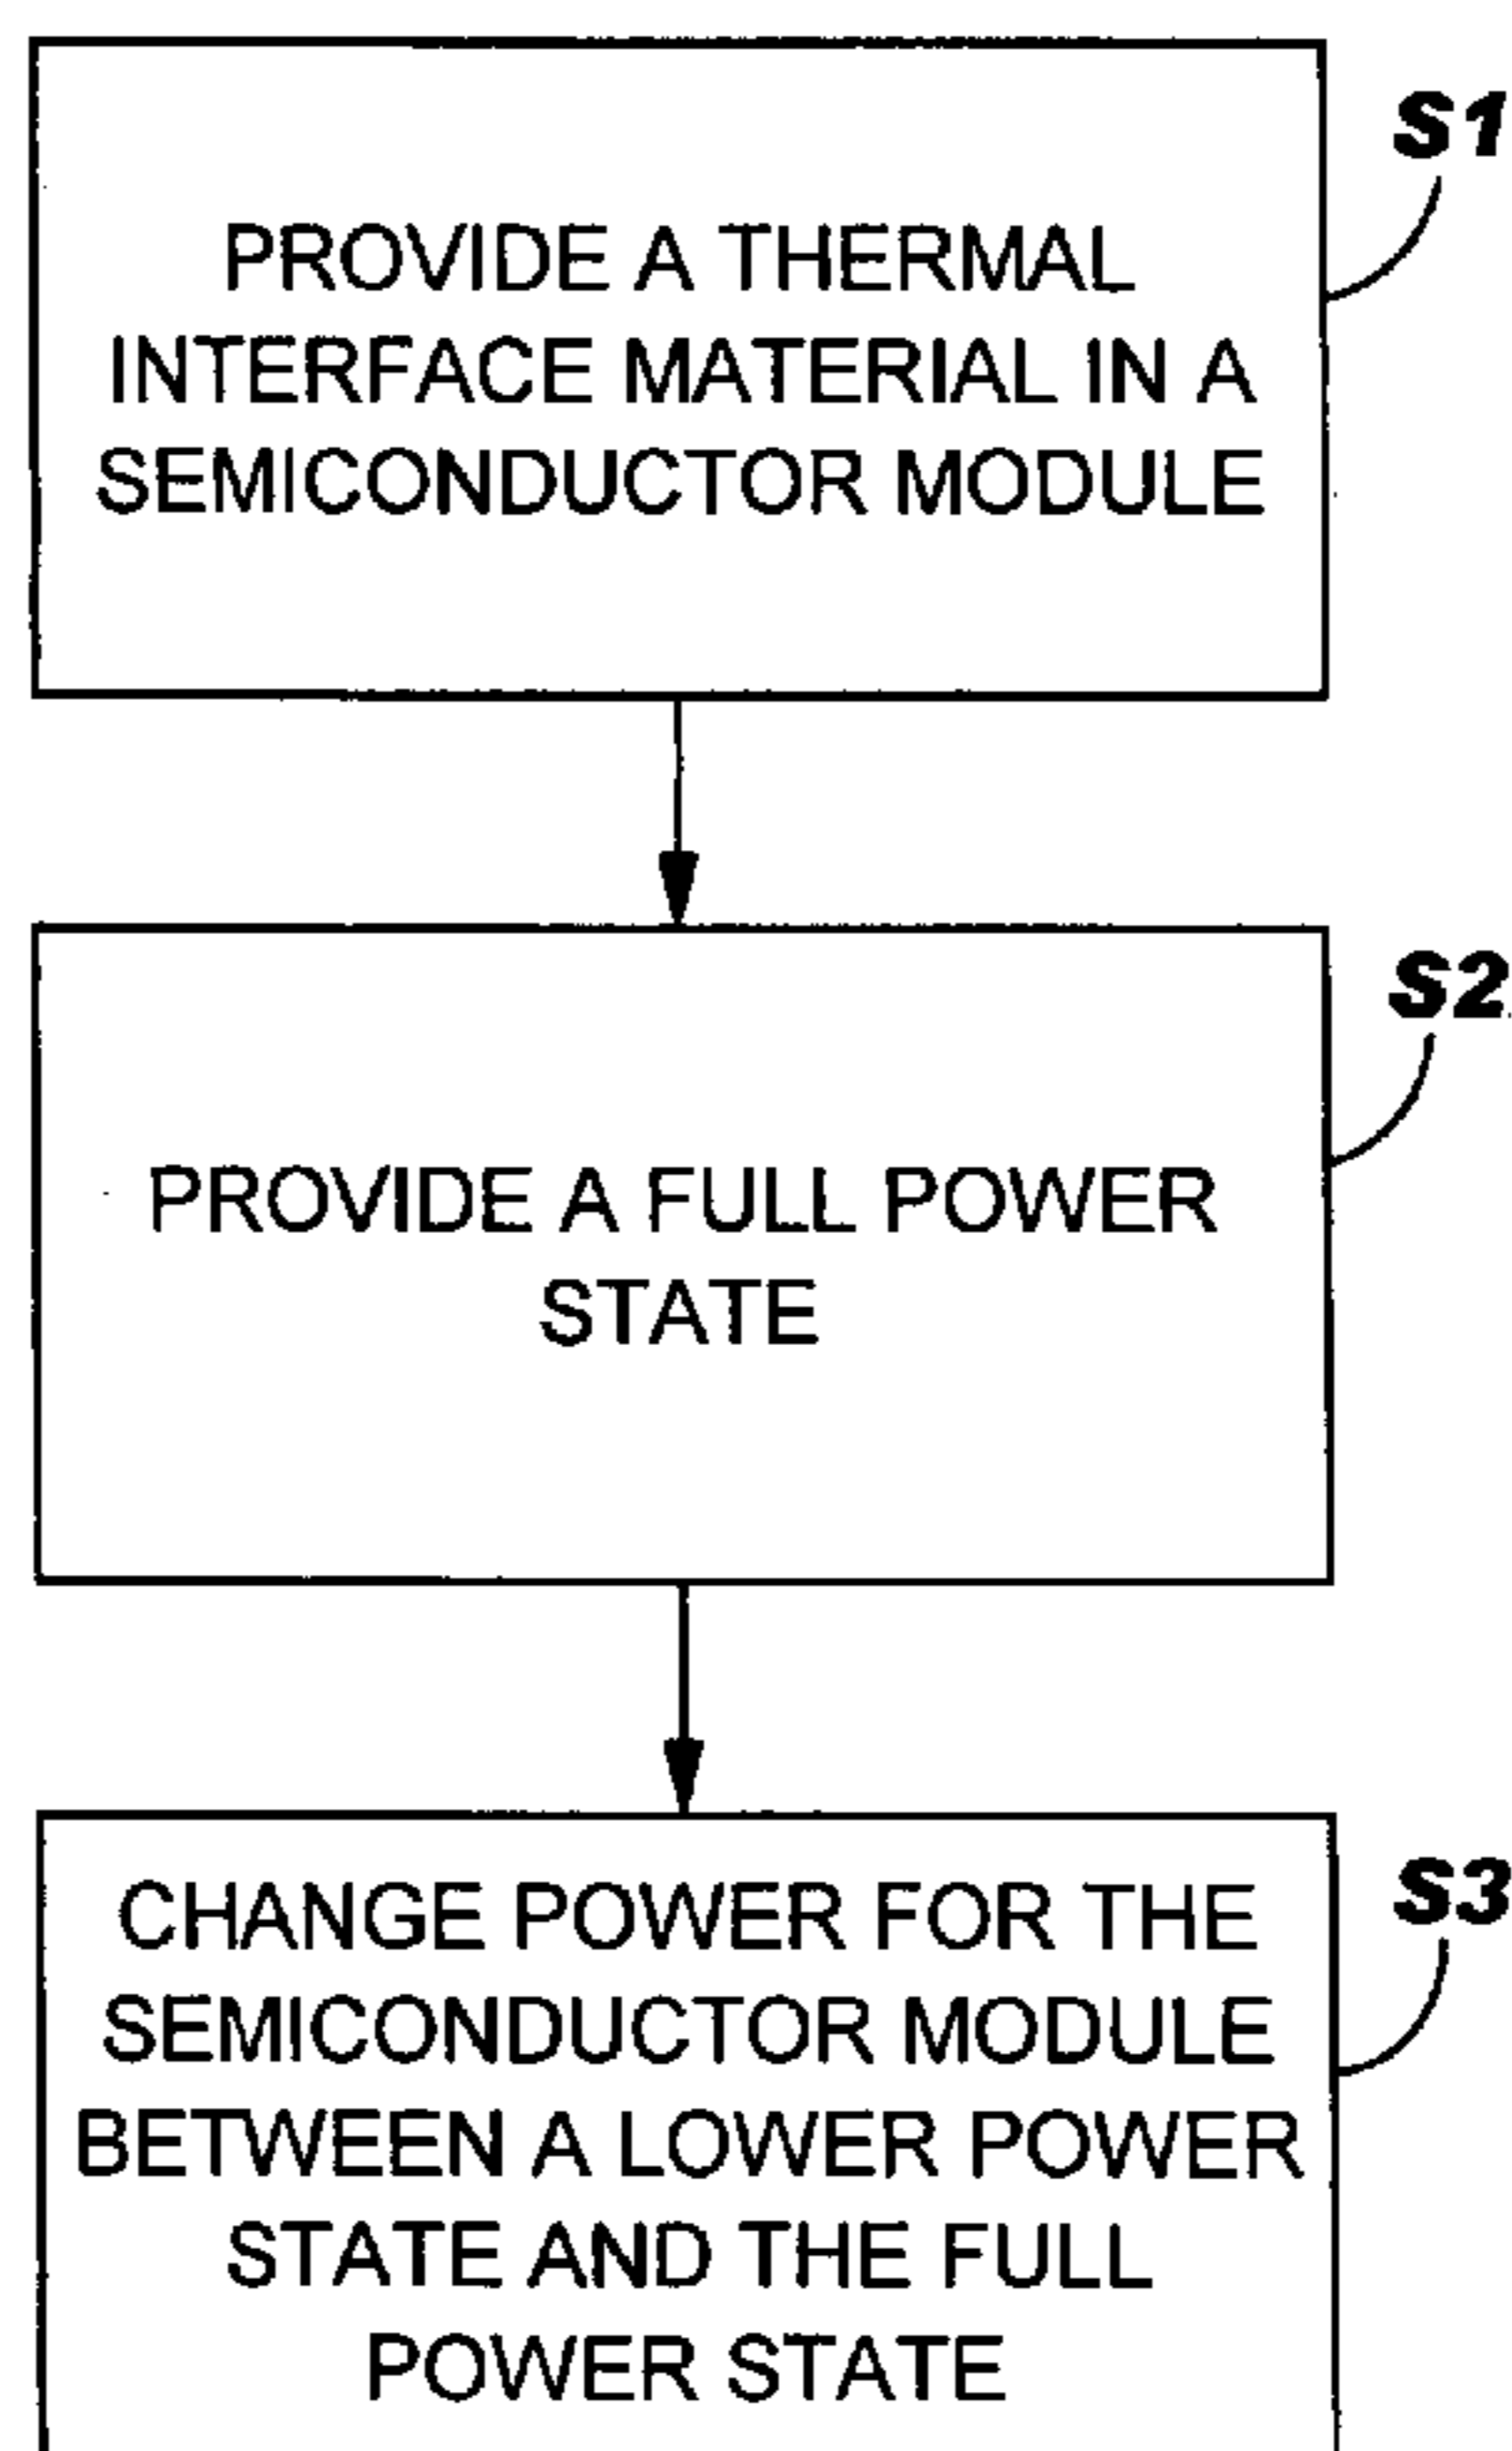 S1
PROVIDE A THERMAL
INTERFACE MATERIAL IN A
SEMICONDUCTOR MODULE
S2
PROVIDE A FULL POWER
STATE
S3
CHANGE POWER FOR THE
SEMICONDUCTOR MODULE
BETWEEN A LOWER POWER
STATE AND THE FULL
POWER STATE